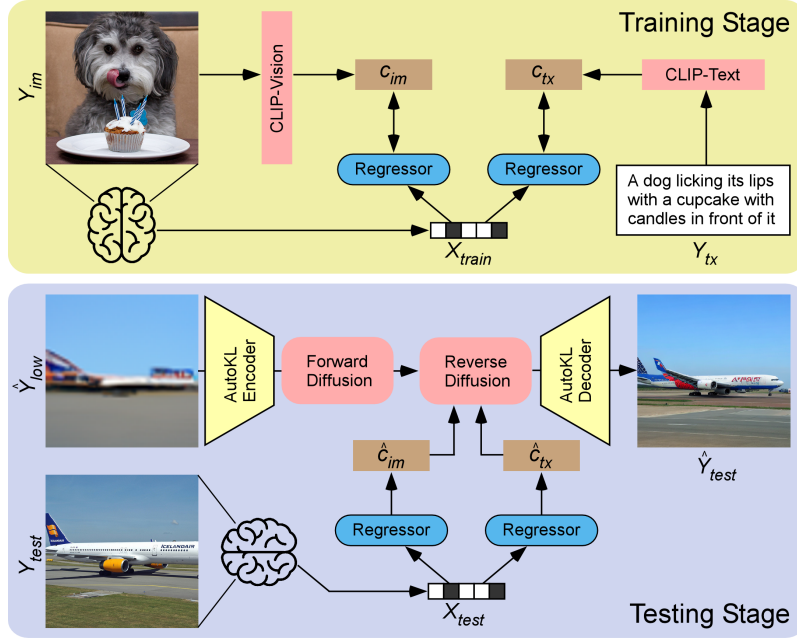 Training Stage
Y_im
CLIP-Vision
c_im
c_tx
CLIP-Text
Regressor
Regressor
A dog licking its lips
with a cupcake with
candles in front of it
X_train
Y_tx
Ŷ_low
AutoKL
Encoder
Forward
Diffusion
Reverse
Diffusion
AutoKL
Decoder
Ŷ_test
ĉ_im
ĉ_tx
Y_test
ICELANDAIR
Regressor
Regressor
X_test
Testing Stage